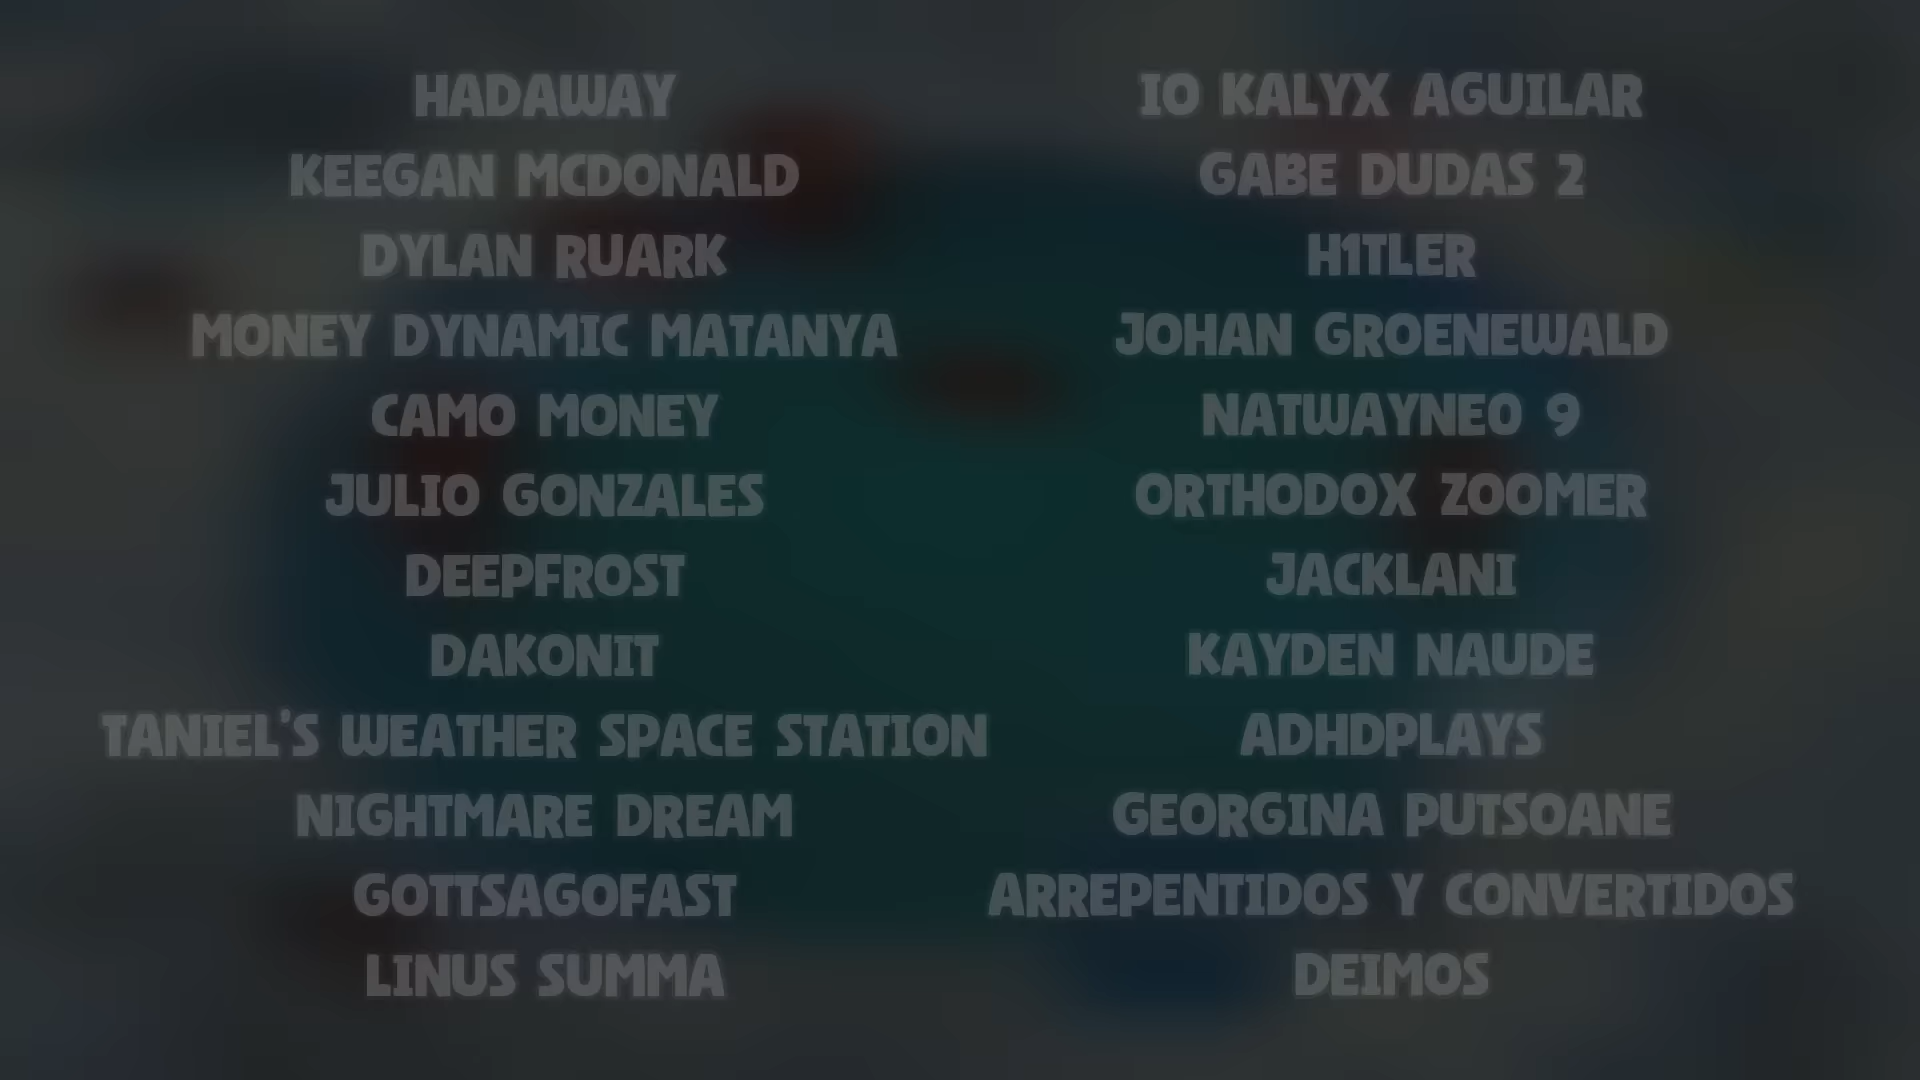 HADAWAY
KEEGAN MCDONALD
DYLAN RUARK
MONEY DYNAMIC MATANYA
CAMO MONEY
JULIO GONZALES
DEEPFROST
DAKONIT
TANIEL'S WEATHER SPACE STATION
NIGHTMARE DREAM
GOTTSAGOFAST
LINUS SUMMA
IO KALYX AGUILAR
GABE DUDAS 2
H1TLER
JOHAN GROENEWALD
NATWAYNEO 9
ORTHODOX ZOOMER
JACKLANI
KAYDEN NAUDE
ADHDPLAYS
GEORGINA PUTSOANE
ARREPENTIDOS Y CONVERTIDOS
DEIMOS